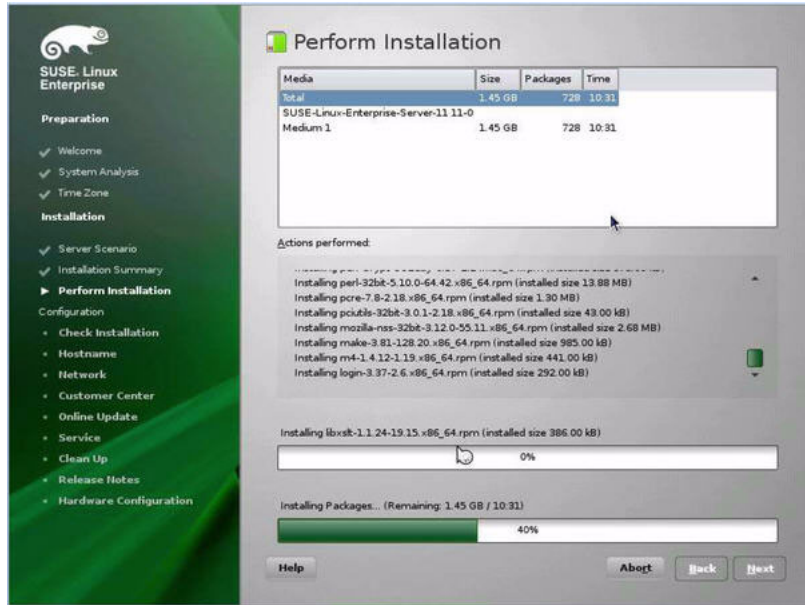 SUSE. Linux
Enterprise
Preparation
Welcome
System Analysis
Time Zone
Installation
Server Scenario
Installation Summary
Perform Installation
Configuration
Check Installation
Hostname
Network
Customer Center
Online Update
Service
Clean Up
Release Notes
Hardware Configuration
Perform Installation
Media Size Packages Time
Total 1.45 GB 728 10:31
SUSE-Linux-Enterprise-Server-11 11-0
Medium 1 1.45 GB 728 10:31
Actions performed:
Installing perl-32bit-5.10.0-64.42.x86_64.rpm (installed size 13.88 MB)
Installing pcre-7.8-2.18.x86_64.rpm (installed size 1.30 MB)
Installing pciutils-32bit-3.0.1-2.18.x86_64.rpm (installed size 43.00 kB)
Installing mozilla-nss-32bit-3.12.0-55.11.x86_64.rpm (installed size 2.68 MB)
Installing make-3.81-128.20.x86_64.rpm (installed size 985.00 kB)
Installing m4-1.4.12-1.19.x86_64.rpm (installed size 441.00 kB)
Installing login-3.37-2.6.x86_64.rpm (installed size 292.00 kB)
Installing libxslt-1.1.24-19.15.x86_64.rpm (installed size 386.00 kB)
0%
Installing Packages... (Remaining: 1.45 GB / 10:31)
40%
Help Abort Back Next